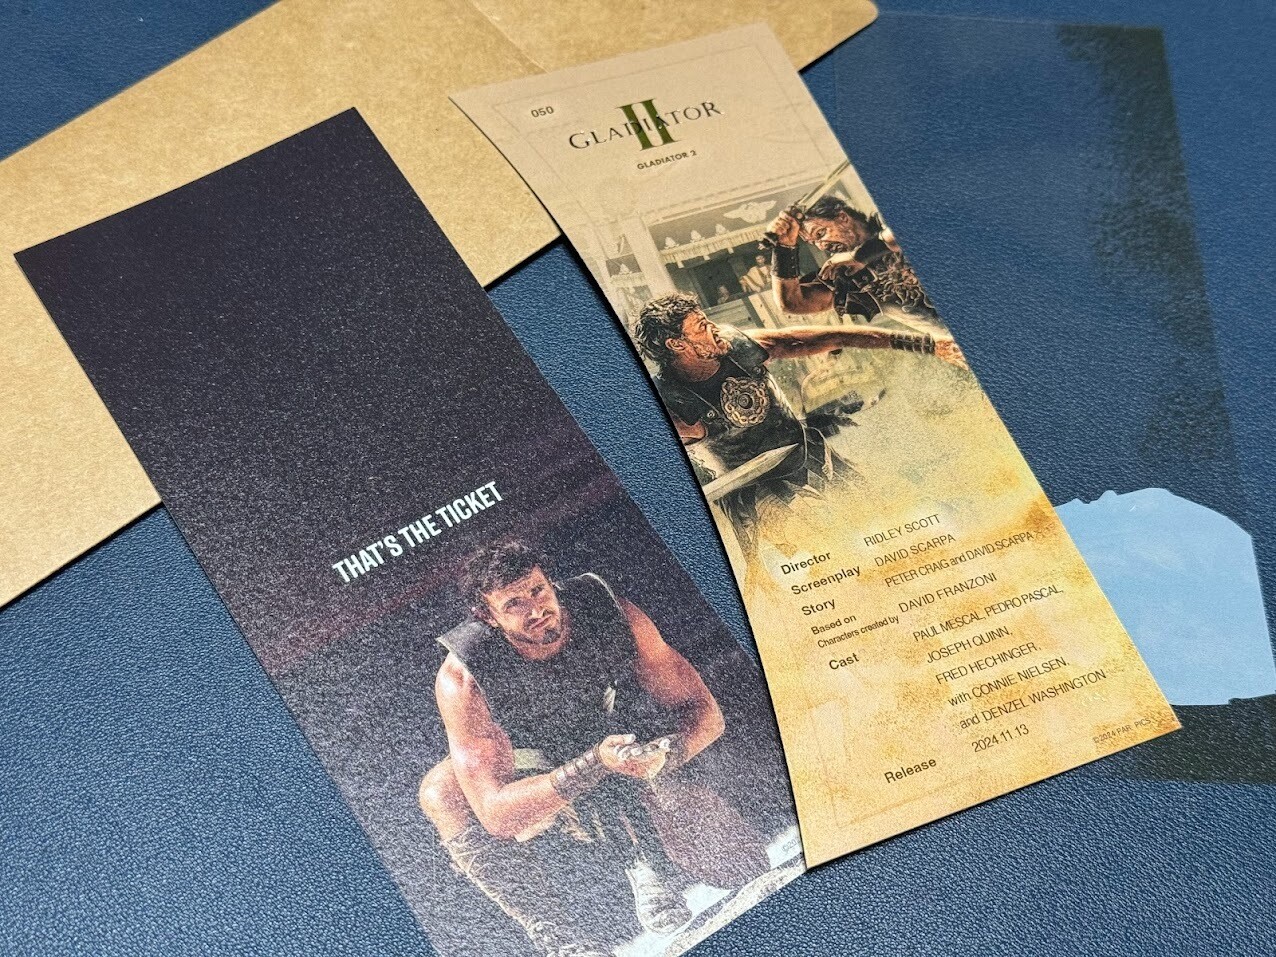 THAT'S THE TICKET
050
GLADIATOR
II
GLADIATOR 2
Director RIDLEY SCOTT
Screenplay DAVID SCARPA
Story PETER CRAIG and DAVID SCARPA
Based on
Characters created by DAVID FRANZONI
Cast PAUL MESCAL, PEDRO PASCAL,
JOSEPH QUINN,
FRED HECHINGER,
with CONNIE NIELSEN,
and DENZEL WASHINGTON
Release 2024.11.13
©2024 PAR. PICS.